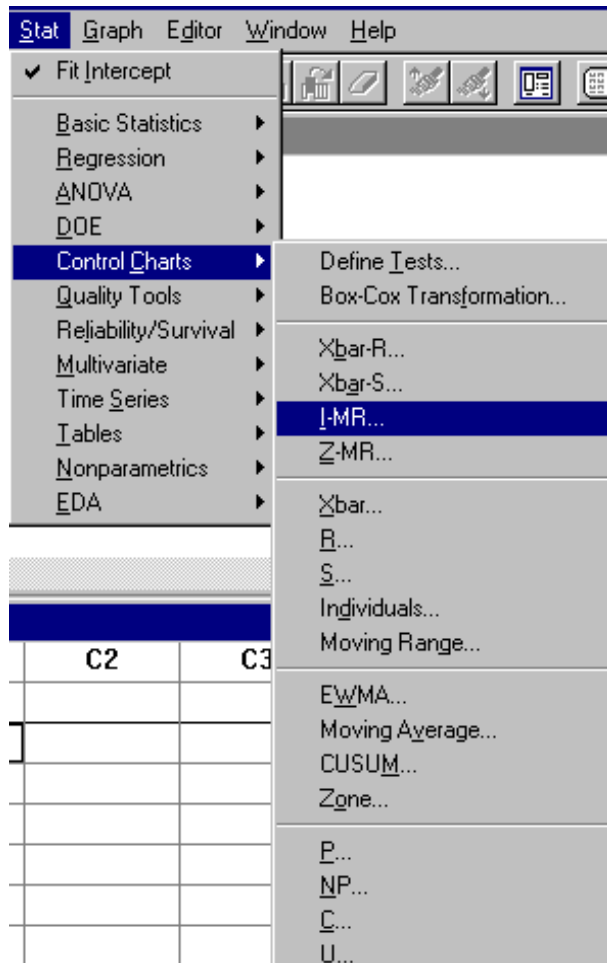 Stat Graph Editor Window Help
✓ Fit Intercept
Basic Statistics
Regression
ANOVA
DOE
Control Charts
Quality Tools
Reliability/Survival
Multivariate
Time Series
Tables
Nonparametrics
EDA
Define Tests...
Box-Cox Transformation...
Xbar-R...
Xbar-S...
I-MR...
Z-MR...
Xbar...
R...
S...
Individuals...
Moving Range...
EWMA...
Moving Average...
CUSUM...
Zone...
P...
NP...
C...
U...
C2 C3